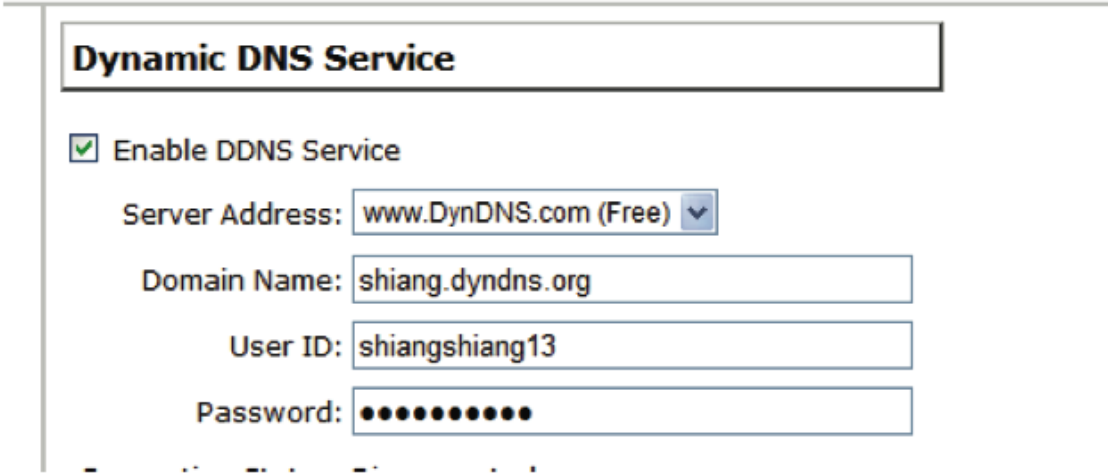 Dynamic DNS Service
Enable DDNS Service
Server Address: www.DynDNS.com (Free)
Domain Name: shiang.dyndns.org
User ID: shiangshiang13
Password: ●●●●●●●●●●